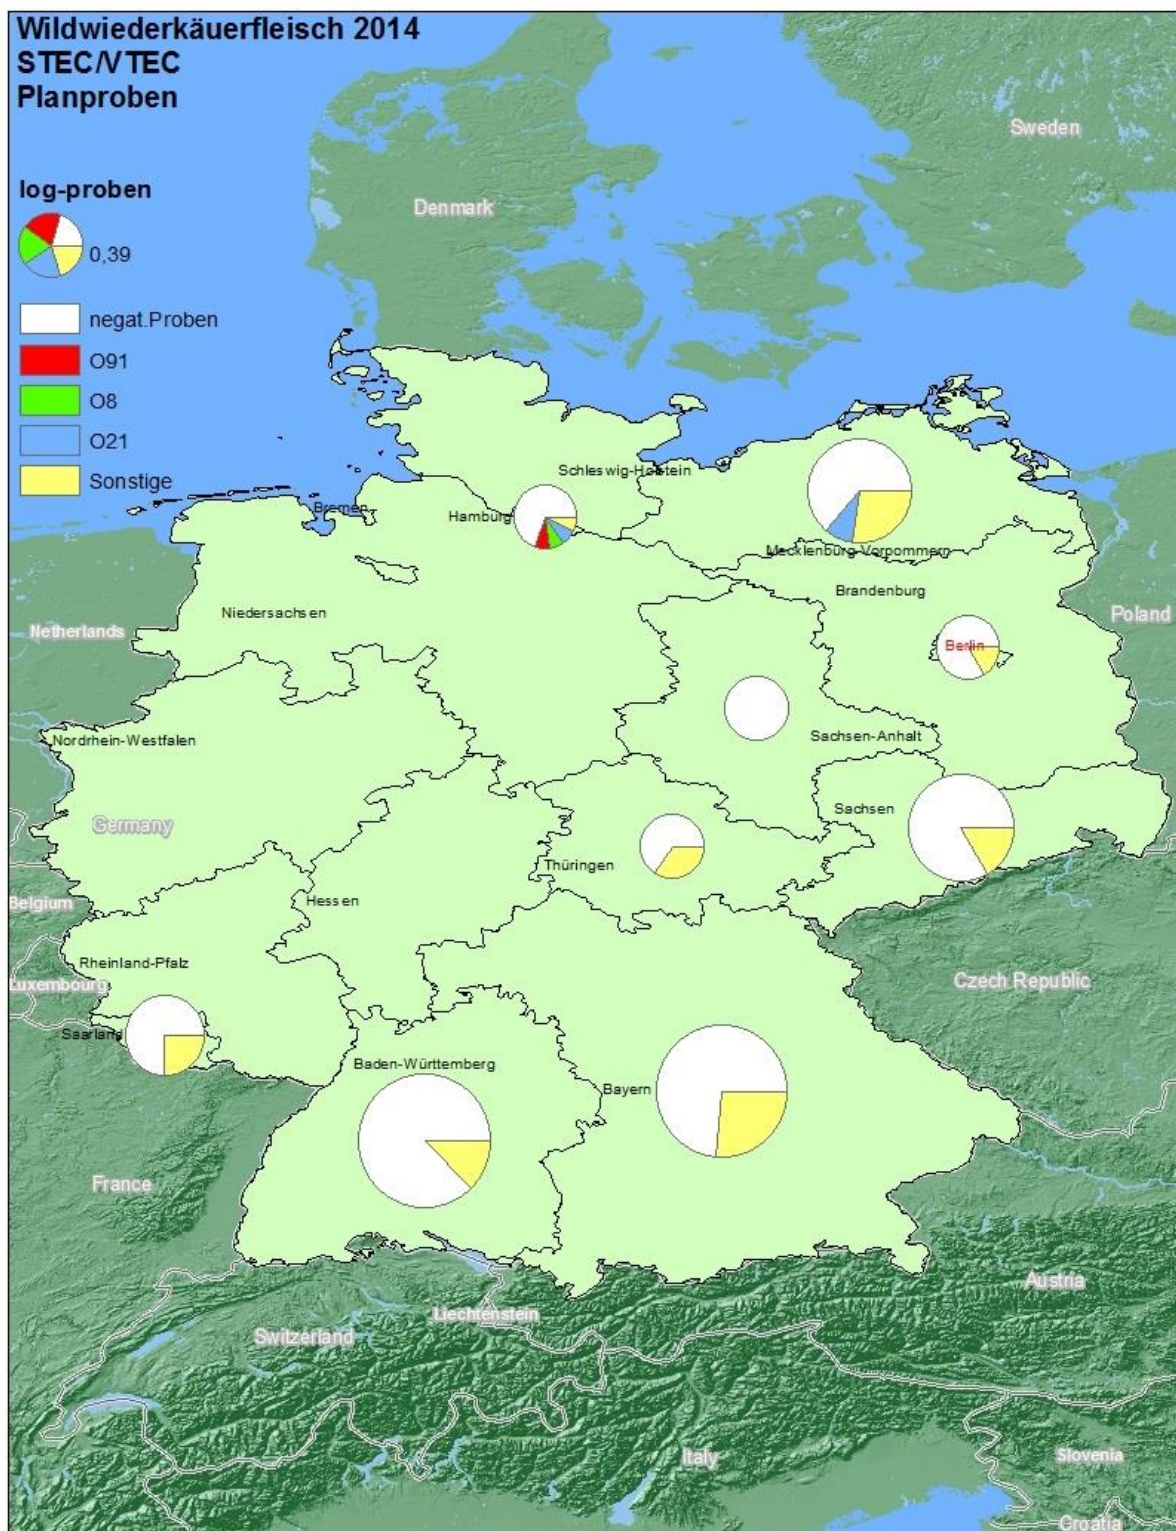 Wildwiederkäuerfleisch 2014
STEC/VTEC
Planproben
log-proben
0,39
negat.Proben
O91
O8
O21
Sonstige
Sweden
Denmark
Schleswig-Holstein
Bremen
Hamburg
Mecklenburg-Vorpommern
Brandenburg
Niedersachsen
Poland
Netherlands
Berlin
Nordrhein-Westfalen
Sachsen-Anhalt
Sachsen
Germany
Thüringen
Hessen
Belgium
Rheinland-Pfalz
Luxembourg
Czech Republic
Saarland
Baden-Württemberg
Bayern
France
Austria
Liechtenstein
Switzerland
Italy
Slovenia
Croatia